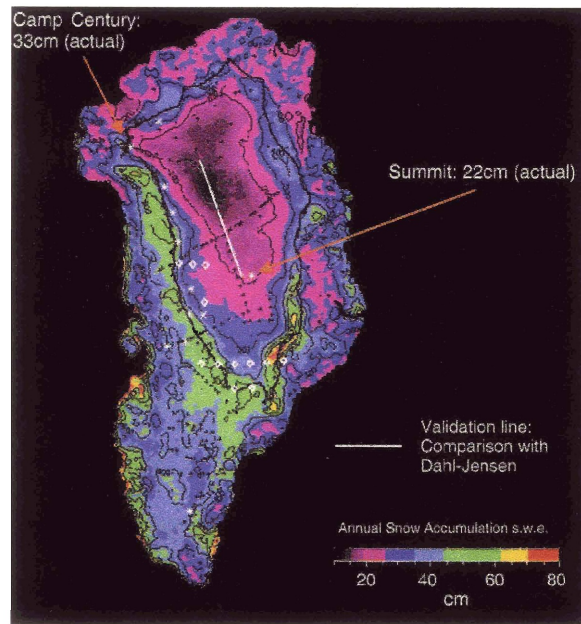 Camp Century:
33cm (actual)
Summit: 22cm (actual)
Validation line:
Comparison with
Dahl-Jensen
Annual Snow Accumulation s.w.e.
20 40 60 80
cm